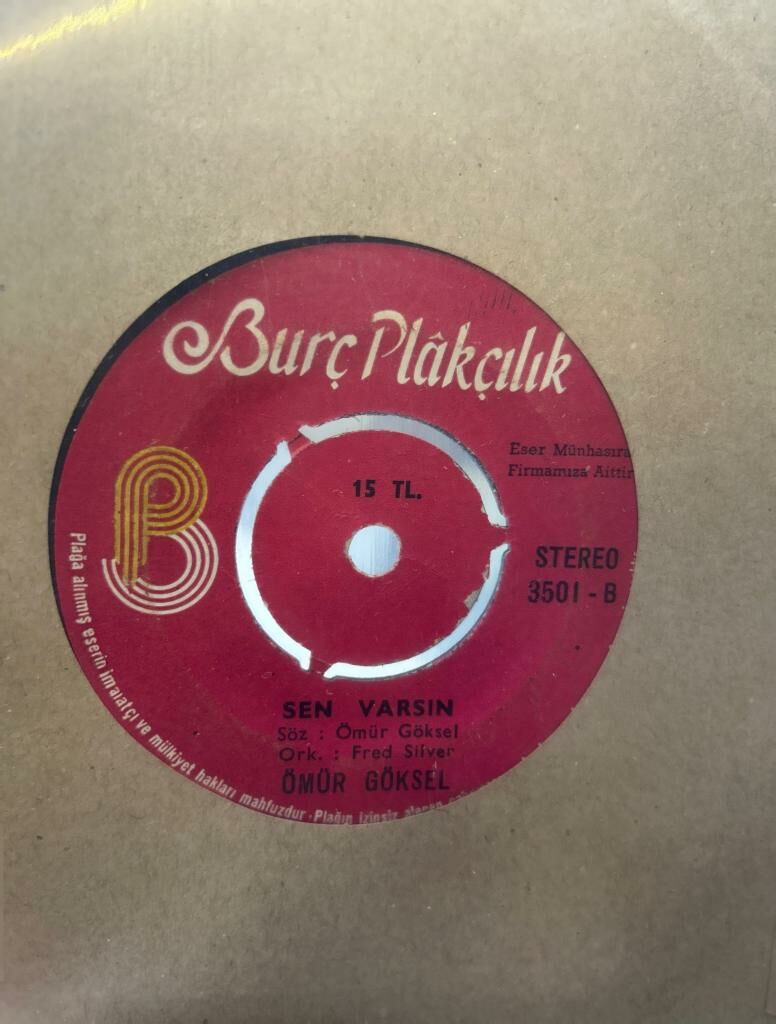 Burç Plâkçılık
15 TL.
Eser Münhasıra
Firmamıza Aittir
STEREO
3501 - B
SEN VARSIN
Söz : Ömür Göksel
Ork. : Fred Silver
ÖMÜR GÖKSEL
Plağa alınmış eserin imalatçı ve mülkiyet hakları mahfuzdur · Plağın izinsiz